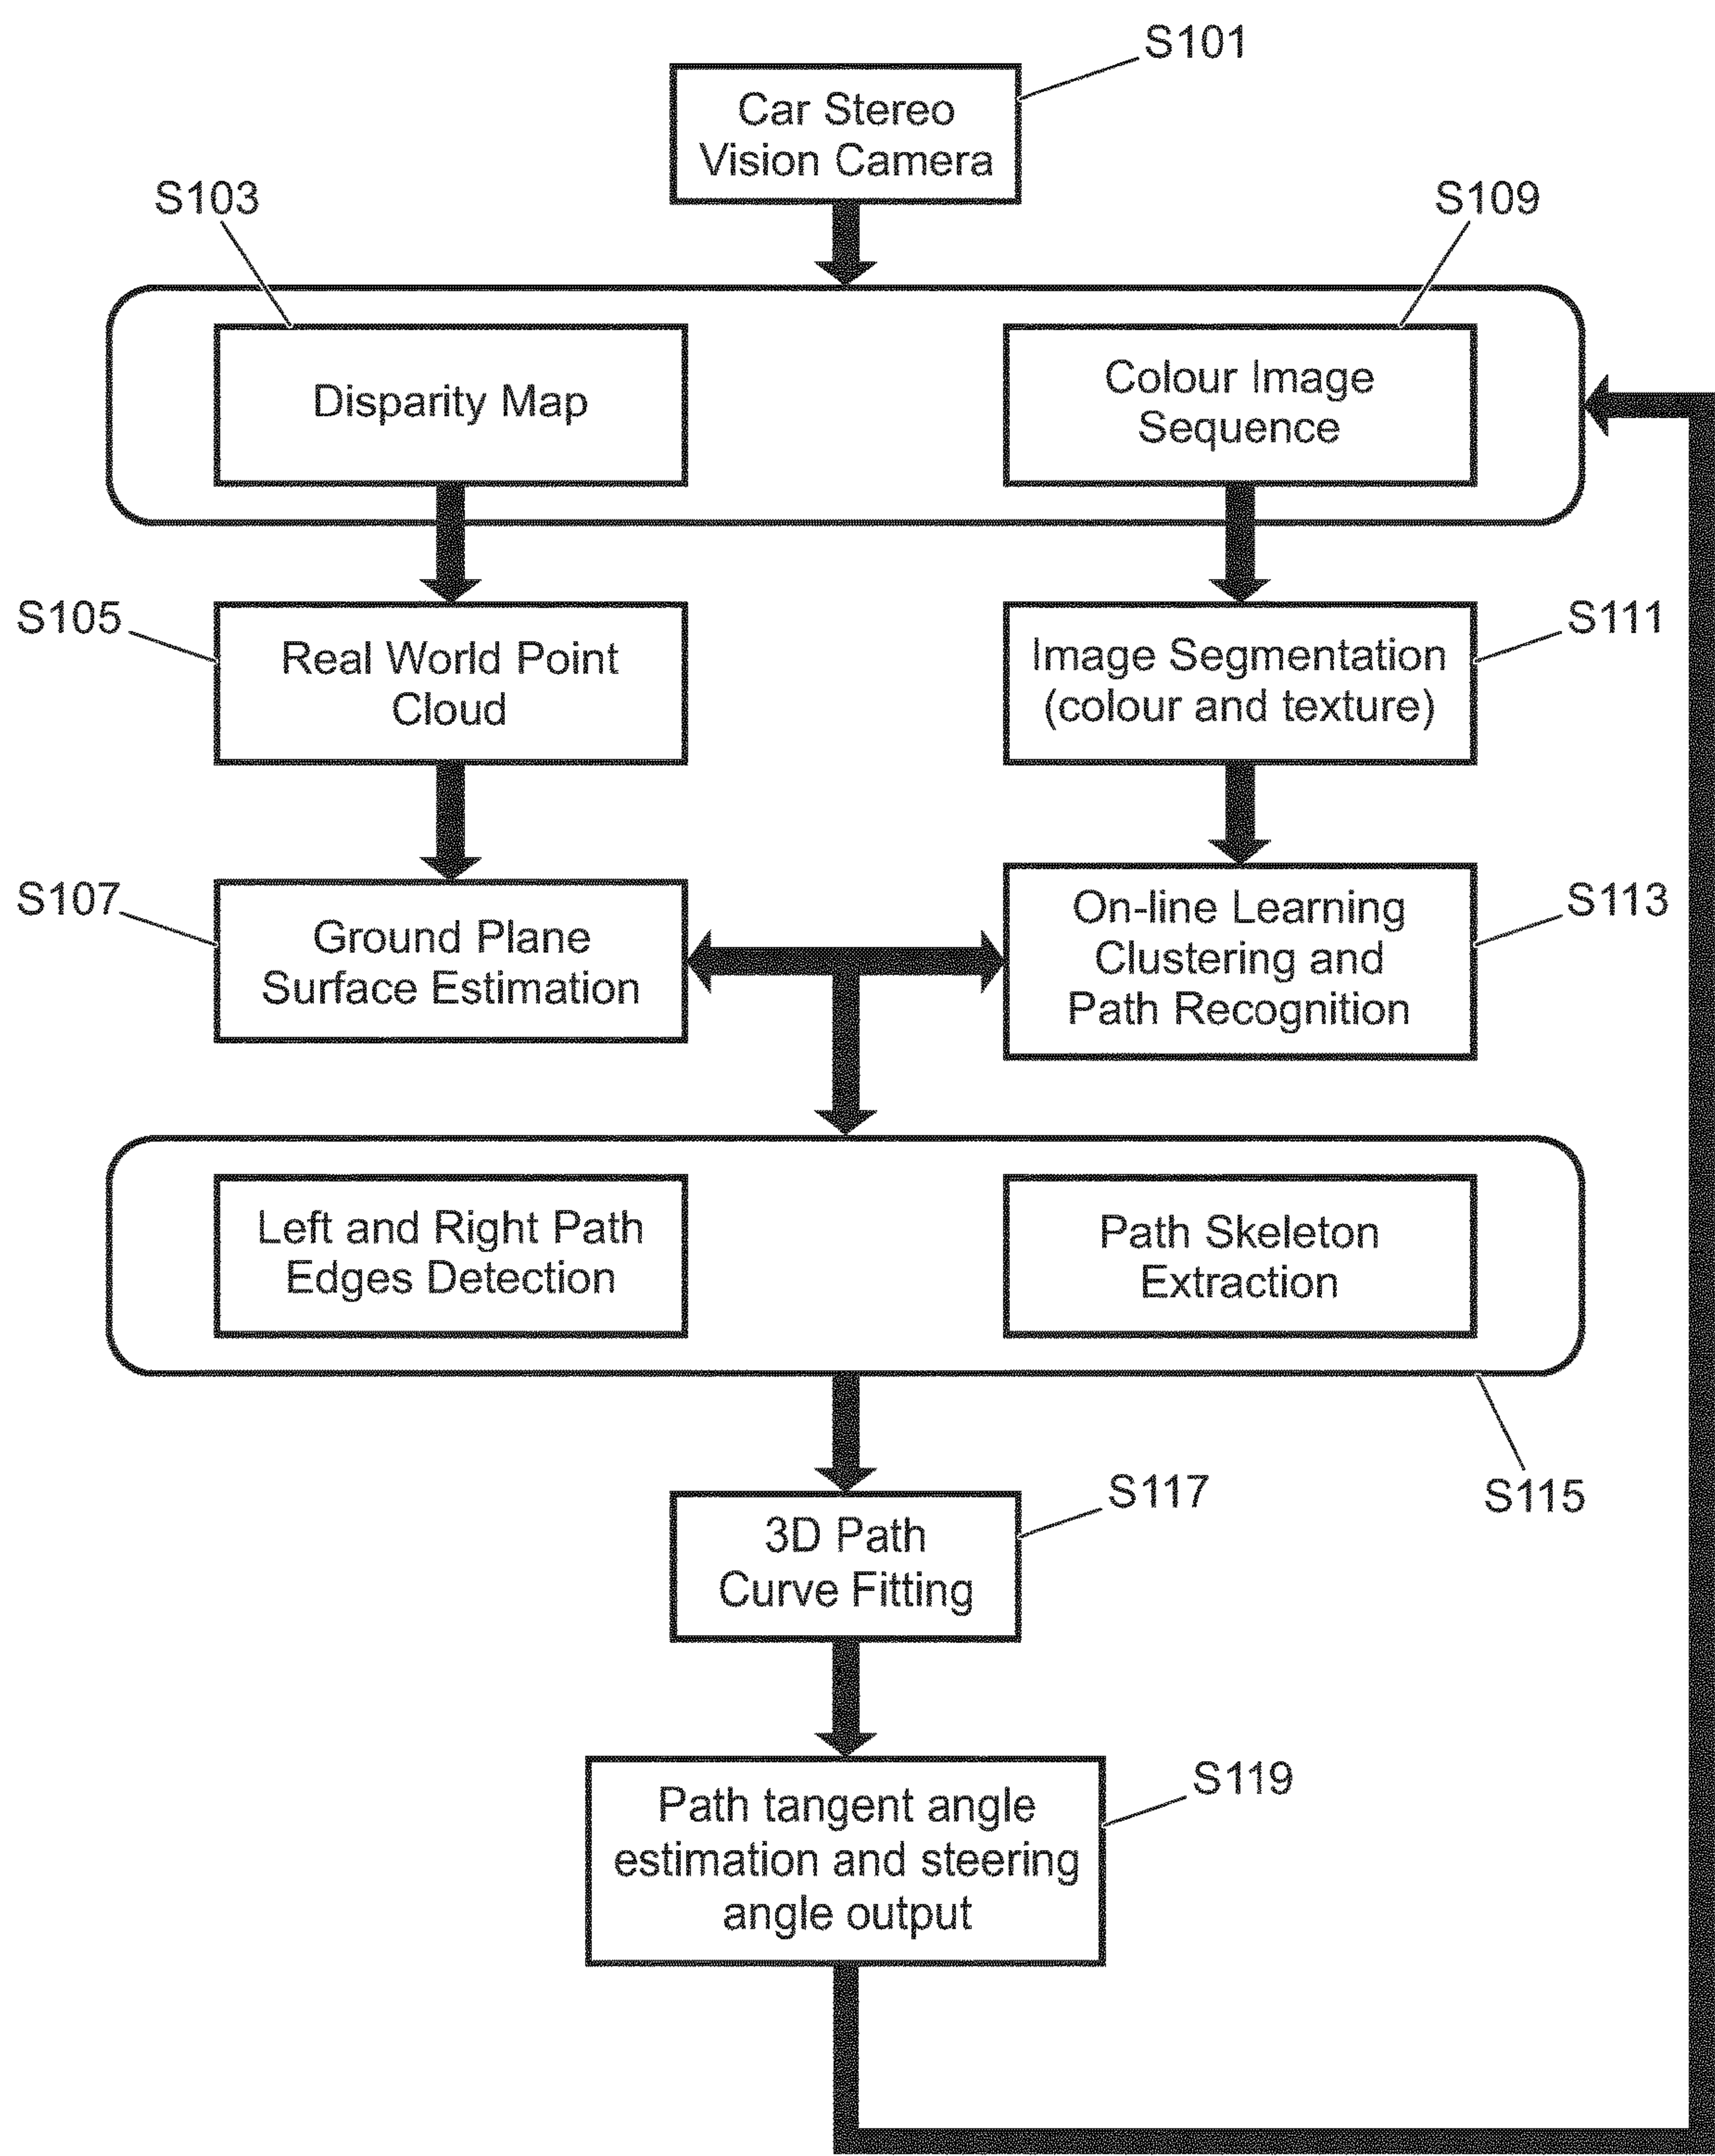 S101
Car Stereo
Vision Camera
S103
S109
Disparity Map
Colour Image
Sequence
S105
Real World Point
Cloud
S111
Image Segmentation
(colour and texture)
S107
Ground Plane
Surface Estimation
S113
On-line Learning
Clustering and
Path Recognition
Left and Right Path
Edges Detection
Path Skeleton
Extraction
S115
S117
3D Path
Curve Fitting
S119
Path tangent angle
estimation and steering
angle output